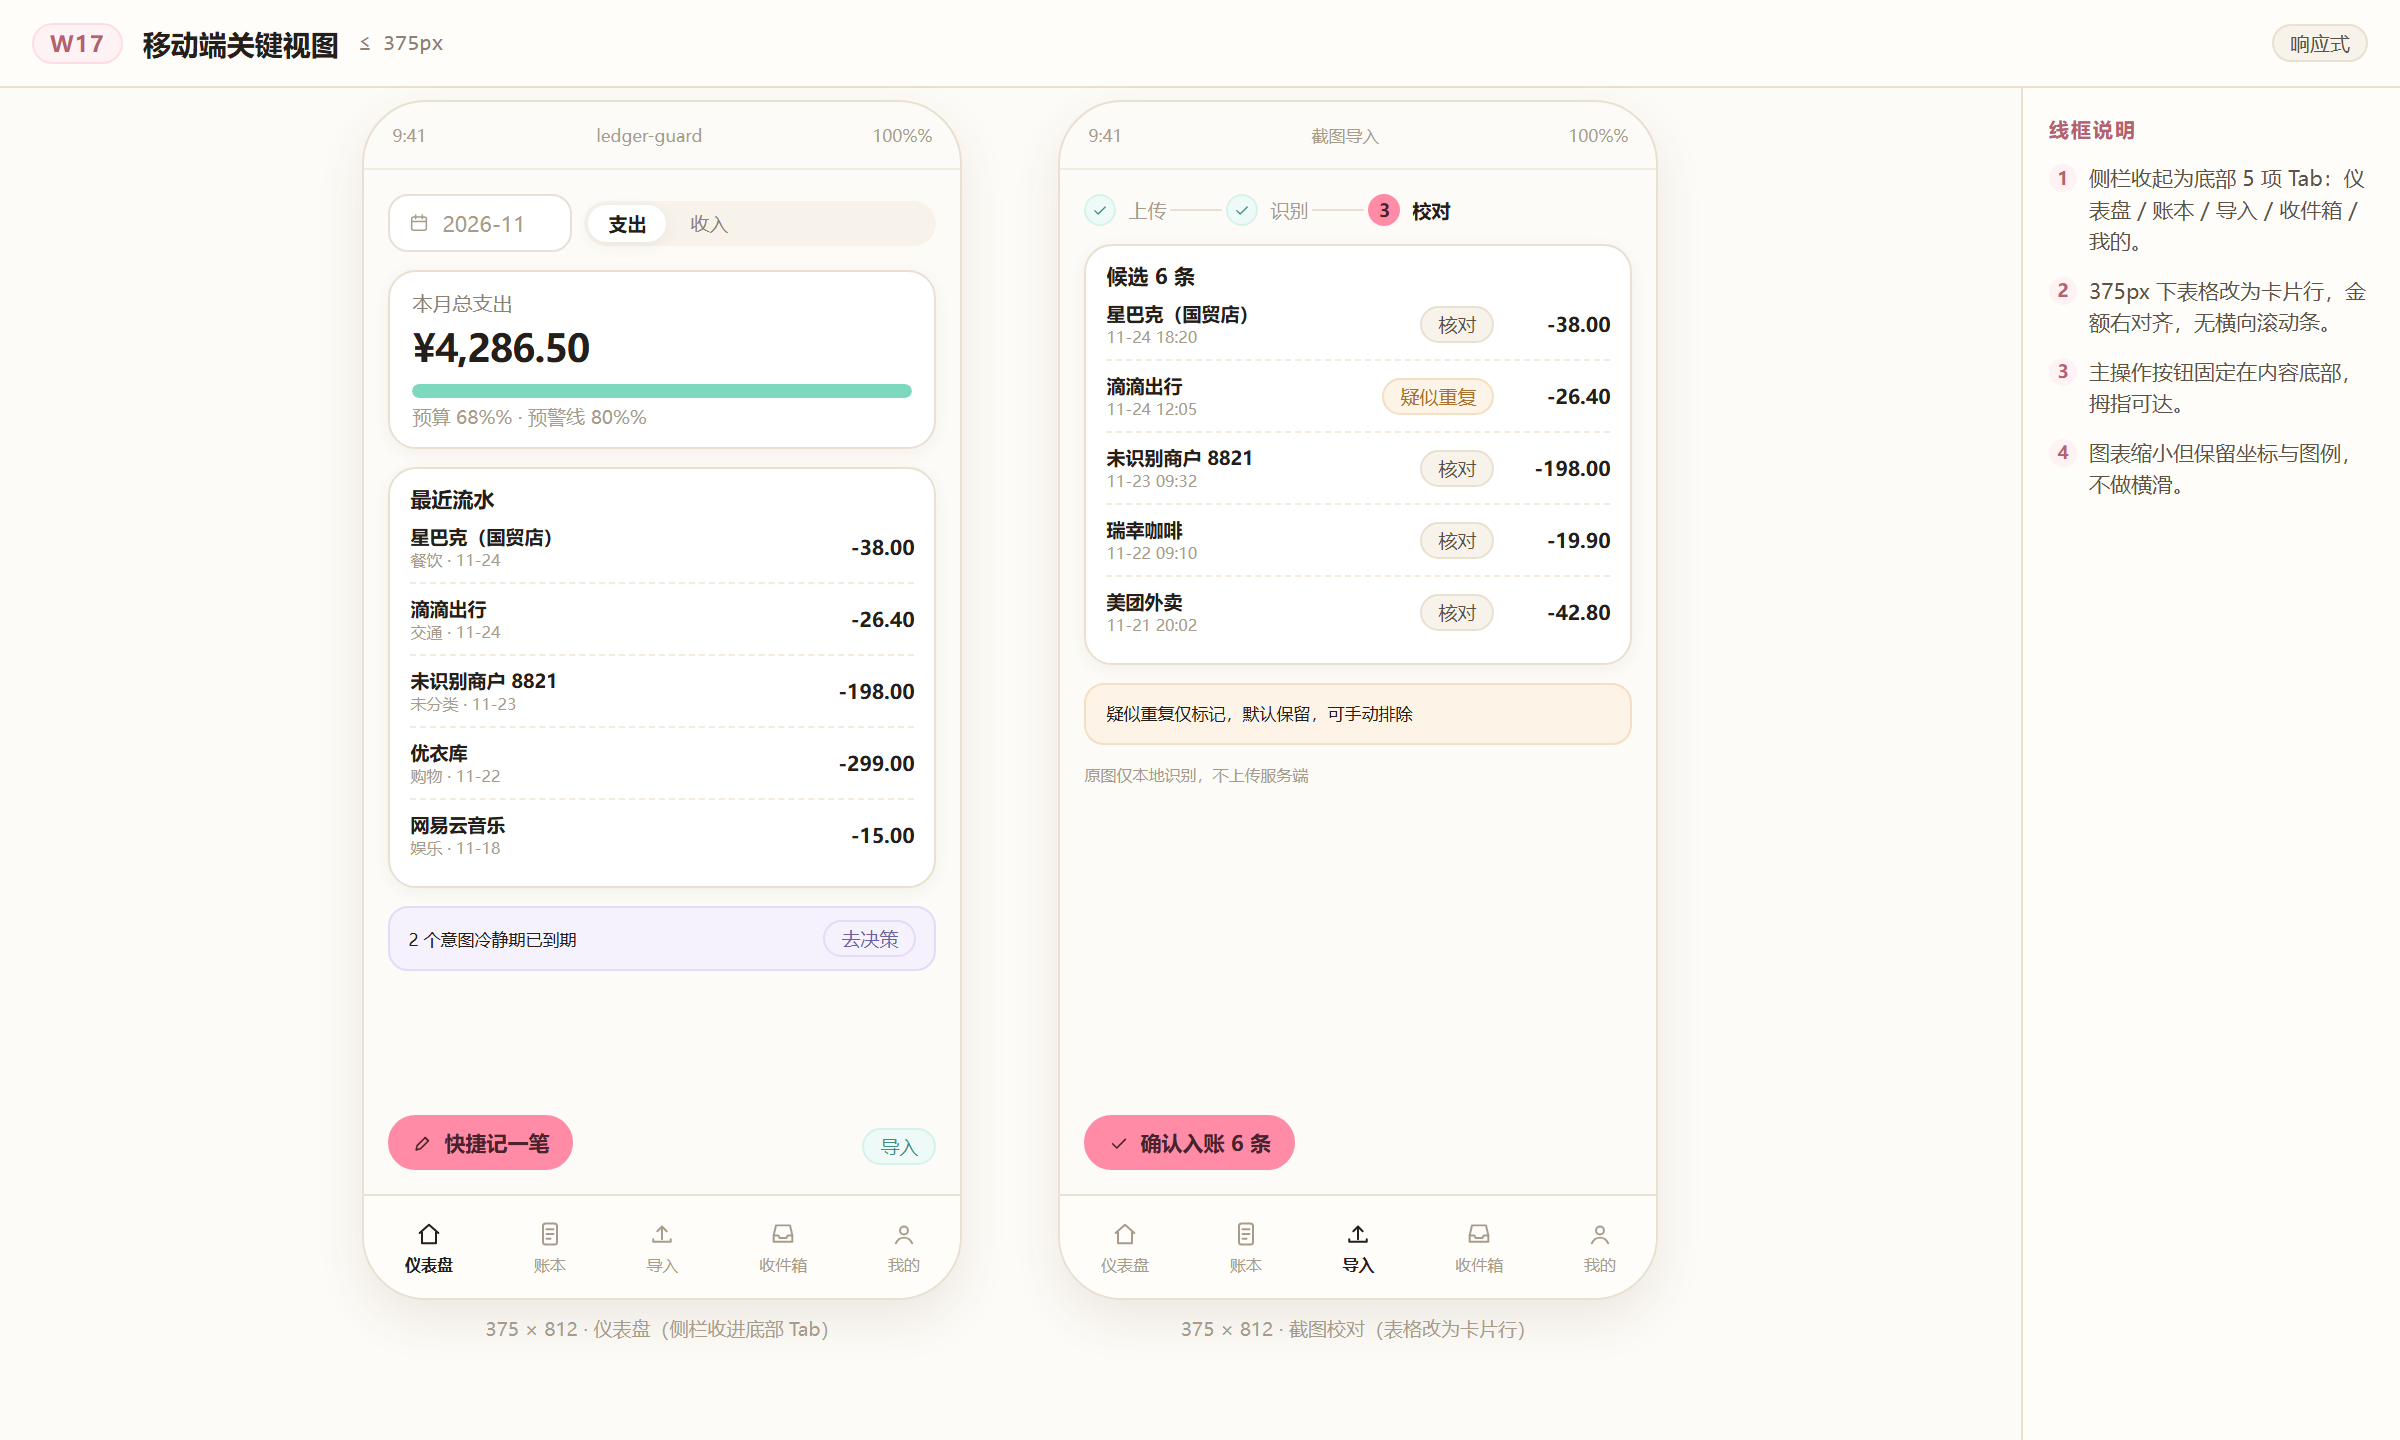 W17 移动端关键视图 ≤ 375px 响应式
9:41 ledger-guard 100%%
2026-11 支出 收入
本月总支出
¥4,286.50
预算 68%% · 预警线 80%%
最近流水
星巴克（国贸店） -38.00
餐饮 · 11-24
滴滴出行 -26.40
交通 · 11-24
未识别商户 8821 -198.00
未分类 · 11-23
优衣库 -299.00
购物 · 11-22
网易云音乐 -15.00
娱乐 · 11-18
2 个意图冷静期已到期 去决策
快捷记一笔 导入
仪表盘 账本 导入 收件箱 我的
375 × 812 · 仪表盘（侧栏收进底部 Tab）
9:41 截图导入 100%%
上传 识别 3 校对
候选 6 条
星巴克（国贸店） 核对 -38.00
11-24 18:20
滴滴出行 疑似重复 -26.40
11-24 12:05
未识别商户 8821 核对 -198.00
11-23 09:32
瑞幸咖啡 核对 -19.90
11-22 09:10
美团外卖 核对 -42.80
11-21 20:02
疑似重复仅标记，默认保留，可手动排除
原图仅本地识别，不上传服务端
确认入账 6 条
仪表盘 账本 导入 收件箱 我的
375 × 812 · 截图校对（表格改为卡片行）
线框说明
1 侧栏收起为底部 5 项 Tab：仪
表盘 / 账本 / 导入 / 收件箱 /
我的。
2 375px 下表格改为卡片行，金
额右对齐，无横向滚动条。
3 主操作按钮固定在内容底部，
拇指可达。
4 图表缩小但保留坐标与图例，
不做横滑。